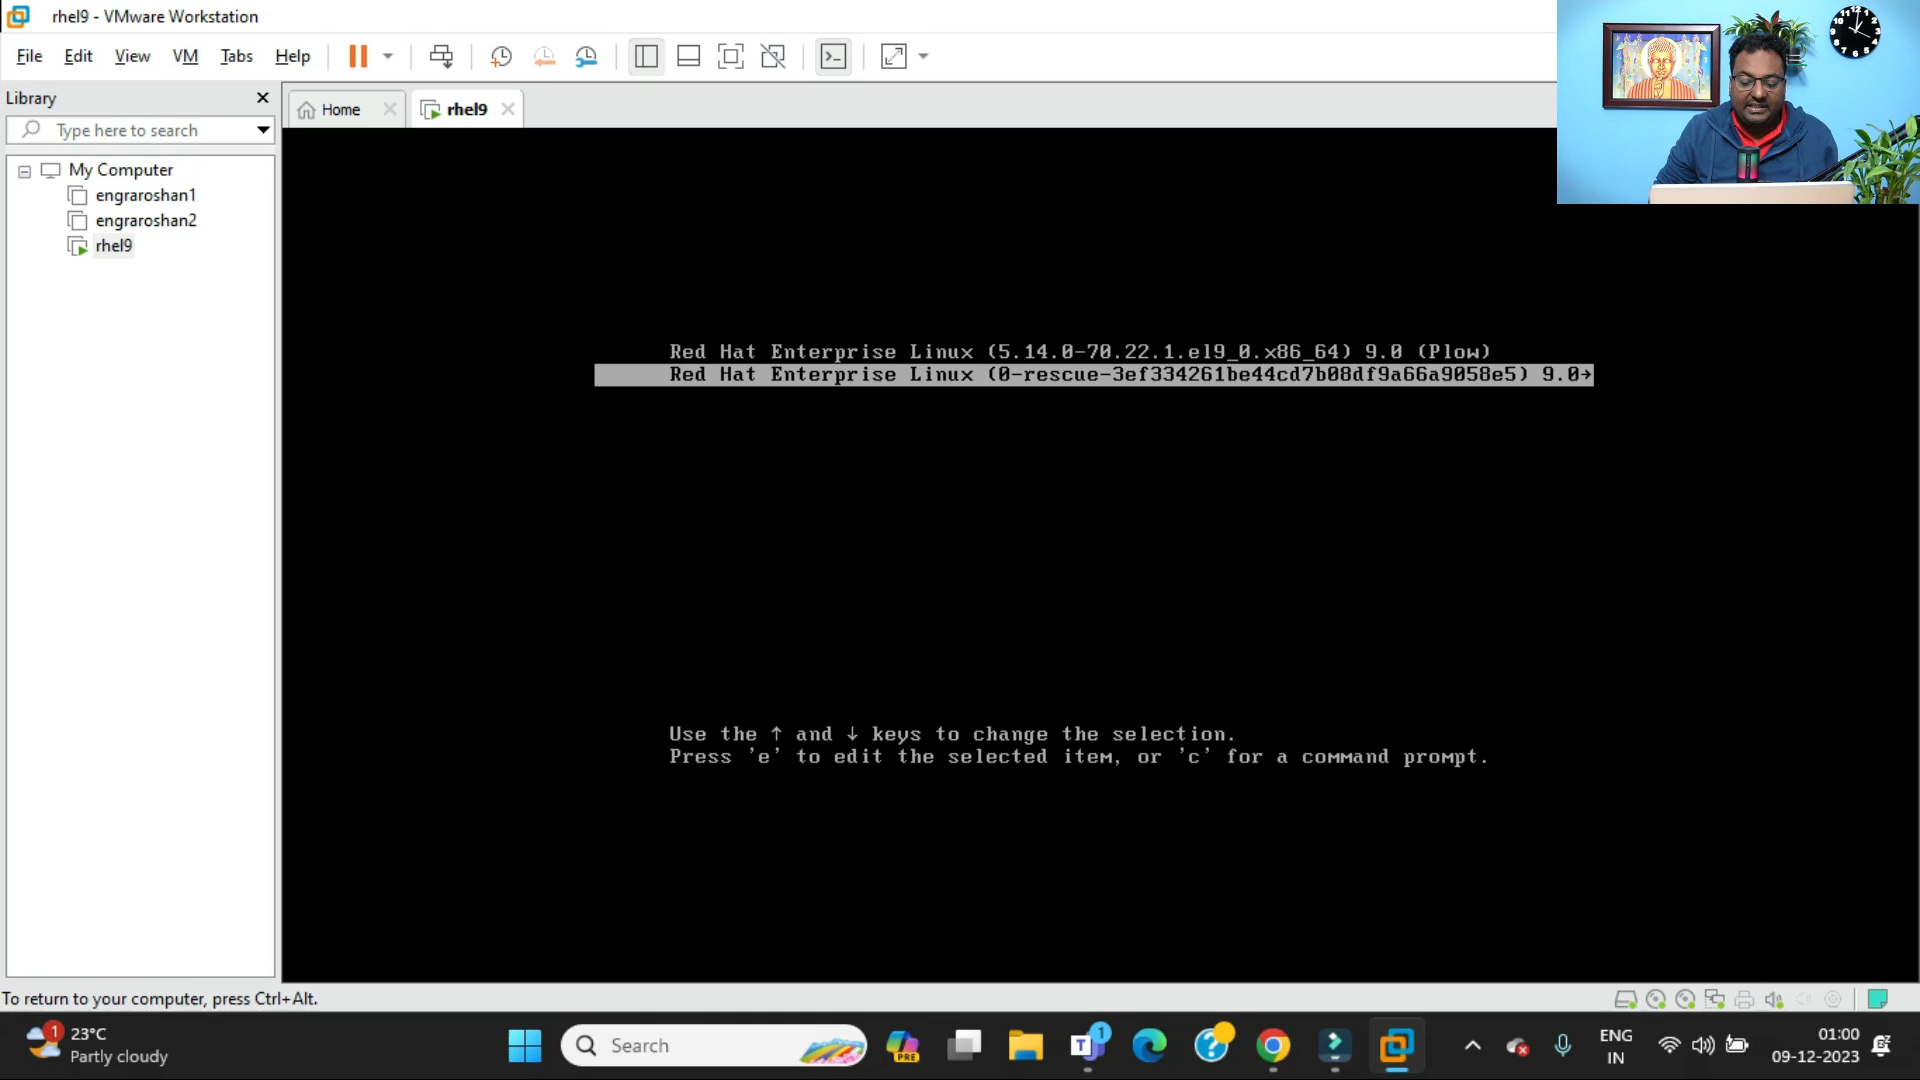 rhel9 - VMware Workstation
File Edit View VM Tabs Help
Library
Home
rhel9
Type here to search
My Computer
engraroshan1
engraroshan2
rhel9
Red Hat Enterprise Linux (5.14.0-70.22.1.el9_0.x86_64) 9.0 (Plow)
Red Hat Enterprise Linux (0-rescue-3ef334261be44cd7b08df9a66a9058e5) 9.0→
Use the ↑ and ↓ keys to change the selection.
Press 'e' to edit the selected item, or 'c' for a command prompt.
To return to your computer, press Ctrl+Alt.
1
23°C
Partly cloudy
Search
PRE
T
1
ENG
IN
01:00
09-12-2023